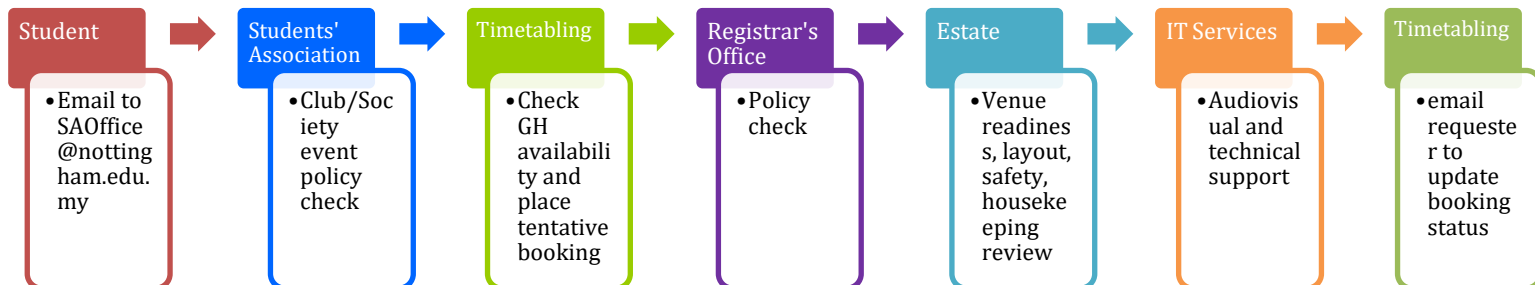 Student
•Email to
SAOffice
@notting
ham.edu.
my
Students'
Association
•Club/Soc
iety
event
policy
check
Timetabling
•Check
GH
availabili
ty and
place
tentative
booking
Registrar's
Office
•Policy
check
Estate
•Venue
readines
s, layout,
safety,
houseke
eping
review
IT Services
•Audiovis
ual and
technical
support
Timetabling
•email
requeste
r to
update
booking
status